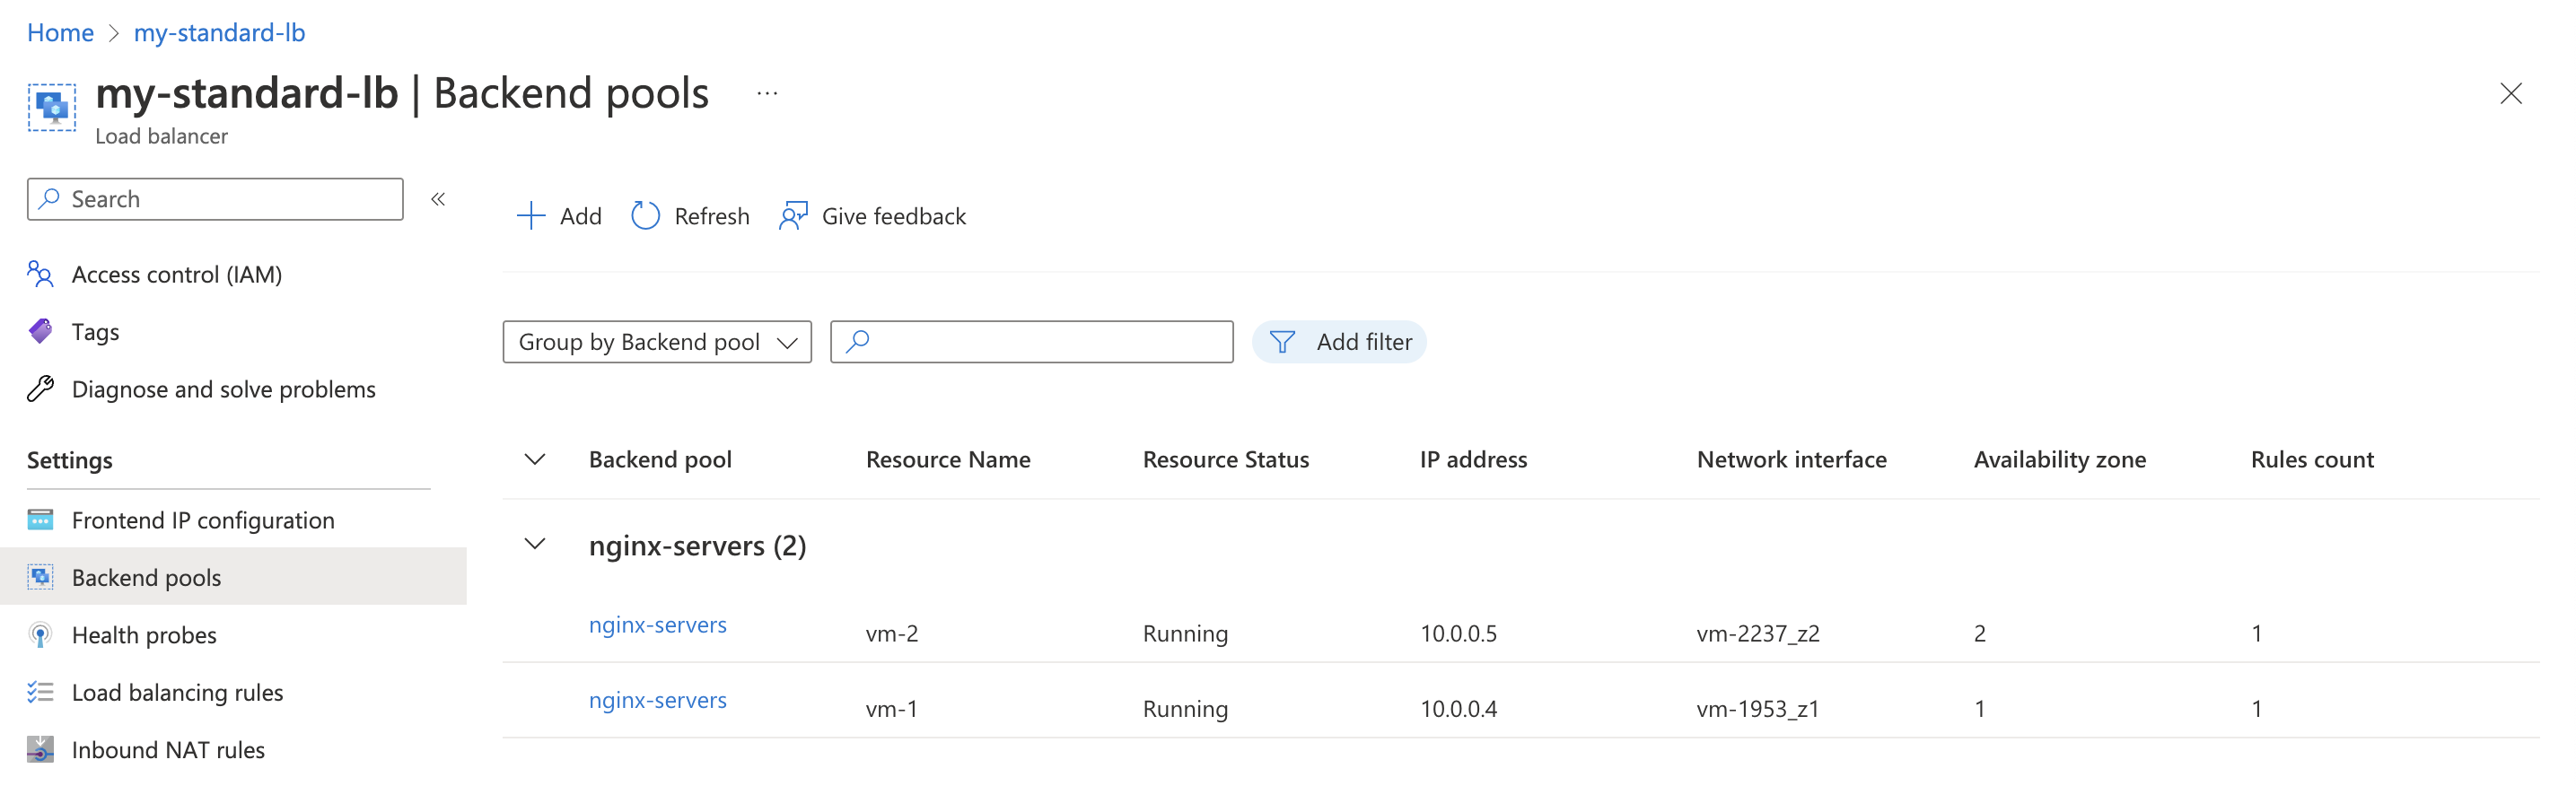 Home > my-standard-lb
my-standard-lb | Backend pools ...
Load balancer
Search «
Access control (IAM)
Tags
Diagnose and solve problems
Settings
Frontend IP configuration
Backend pools
Health probes
Load balancing rules
Inbound NAT rules
Add Refresh Give feedback
Group by Backend pool Add filter
Backend pool Resource Name Resource Status IP address Network interface Availability zone Rules count
nginx-servers (2)
nginx-servers vm-2 Running 10.0.0.5 vm-2237_z2 2 1
nginx-servers vm-1 Running 10.0.0.4 vm-1953_z1 1 1